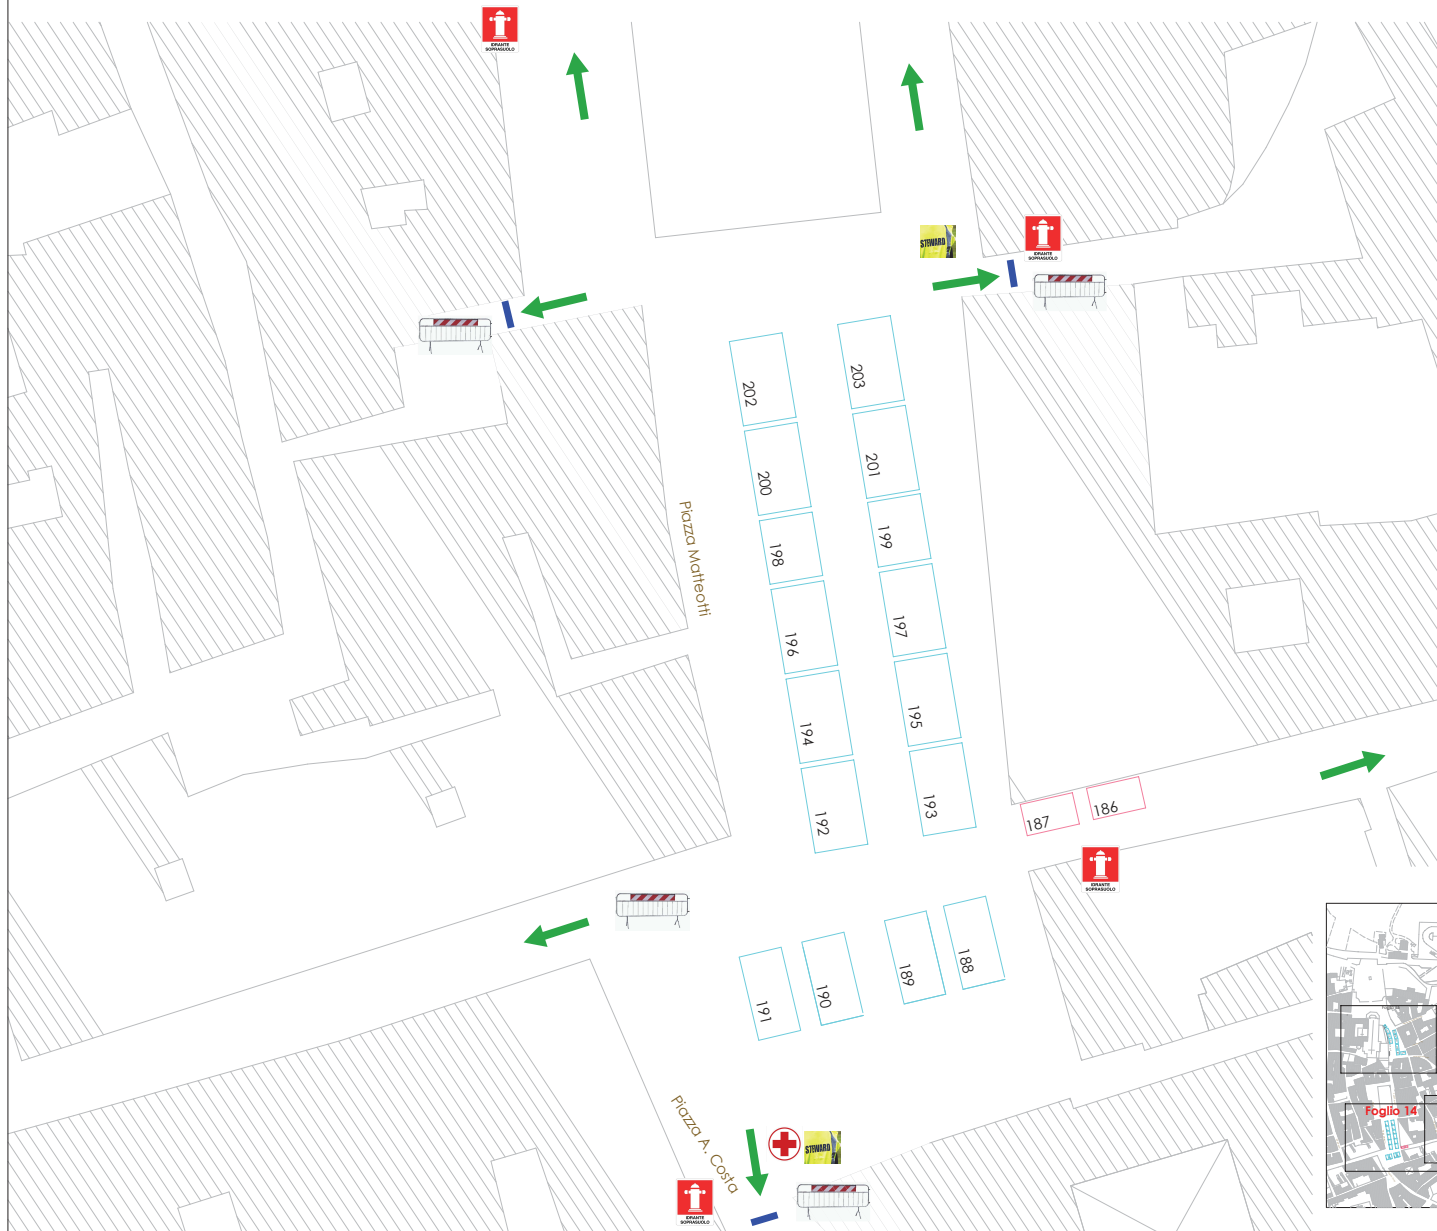 IDRANTE
SOPRASUOLO
STEWARD
IDRANTE
SOPRASUOLO
202
203
200
201
198
199
196
197
194
195
192
193
Piazza Matteotti
187
186
IDRANTE
SOPRASUOLO
191
190
189
188
Piazza A. Costa
STEWARD
IDRANTE
SOPRASUOLO
Foglio 14